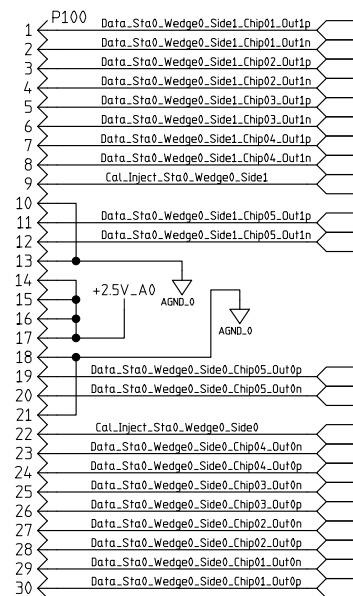 P100
1 Data_Sta0_Wedge0_Side1_Chip01_Out1p
2 Data_Sta0_Wedge0_Side1_Chip01_Out1n
3 Data_Sta0_Wedge0_Side1_Chip02_Out1p
4 Data_Sta0_Wedge0_Side1_Chip02_Out1n
5 Data_Sta0_Wedge0_Side1_Chip03_Out1p
6 Data_Sta0_Wedge0_Side1_Chip03_Out1n
7 Data_Sta0_Wedge0_Side1_Chip04_Out1p
8 Data_Sta0_Wedge0_Side1_Chip04_Out1n
9 Cal_Inject_Sta0_Wedge0_Side1
10
11 Data_Sta0_Wedge0_Side1_Chip05_Out1p
12 Data_Sta0_Wedge0_Side1_Chip05_Out1n
13
14
15 +2.5V_A0 AGND_0
16
17 AGND_0
18
19 Data_Sta0_Wedge0_Side0_Chip05_Out0p
20 Data_Sta0_Wedge0_Side0_Chip05_Out0n
21
22 Cal_Inject_Sta0_Wedge0_Side0
23 Data_Sta0_Wedge0_Side0_Chip04_Out0n
24 Data_Sta0_Wedge0_Side0_Chip04_Out0p
25 Data_Sta0_Wedge0_Side0_Chip03_Out0n
26 Data_Sta0_Wedge0_Side0_Chip03_Out0p
27 Data_Sta0_Wedge0_Side0_Chip02_Out0n
28 Data_Sta0_Wedge0_Side0_Chip02_Out0p
29 Data_Sta0_Wedge0_Side0_Chip01_Out0n
30 Data_Sta0_Wedge0_Side0_Chip01_Out0p